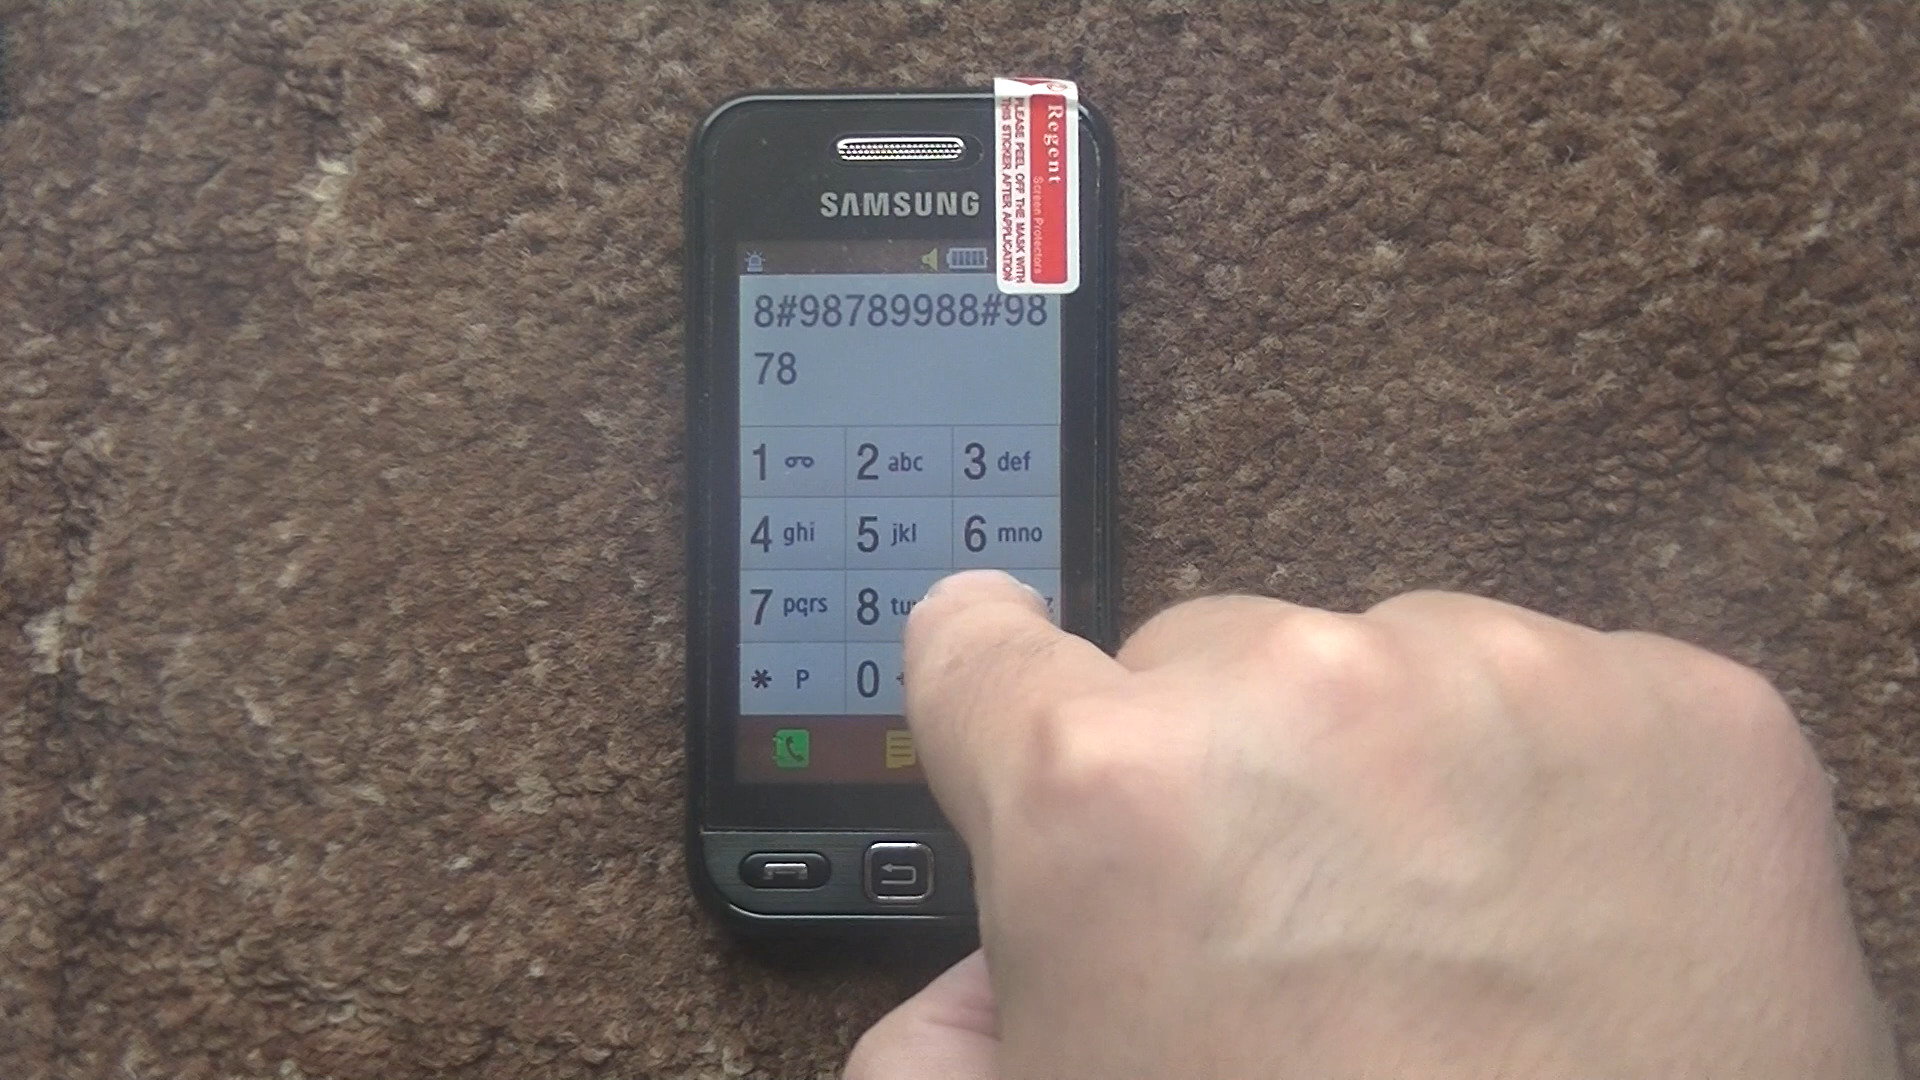 SAMSUNG
Regent
Screen Protectors
PLEASE PEEL OFF THE MASK WITH
THIS STICKER AFTER APPLICATION
8#98789988#98
78
1
2 abc
3 def
4 ghi
5 jkl
6 mno
7 pqrs
8
* P
0